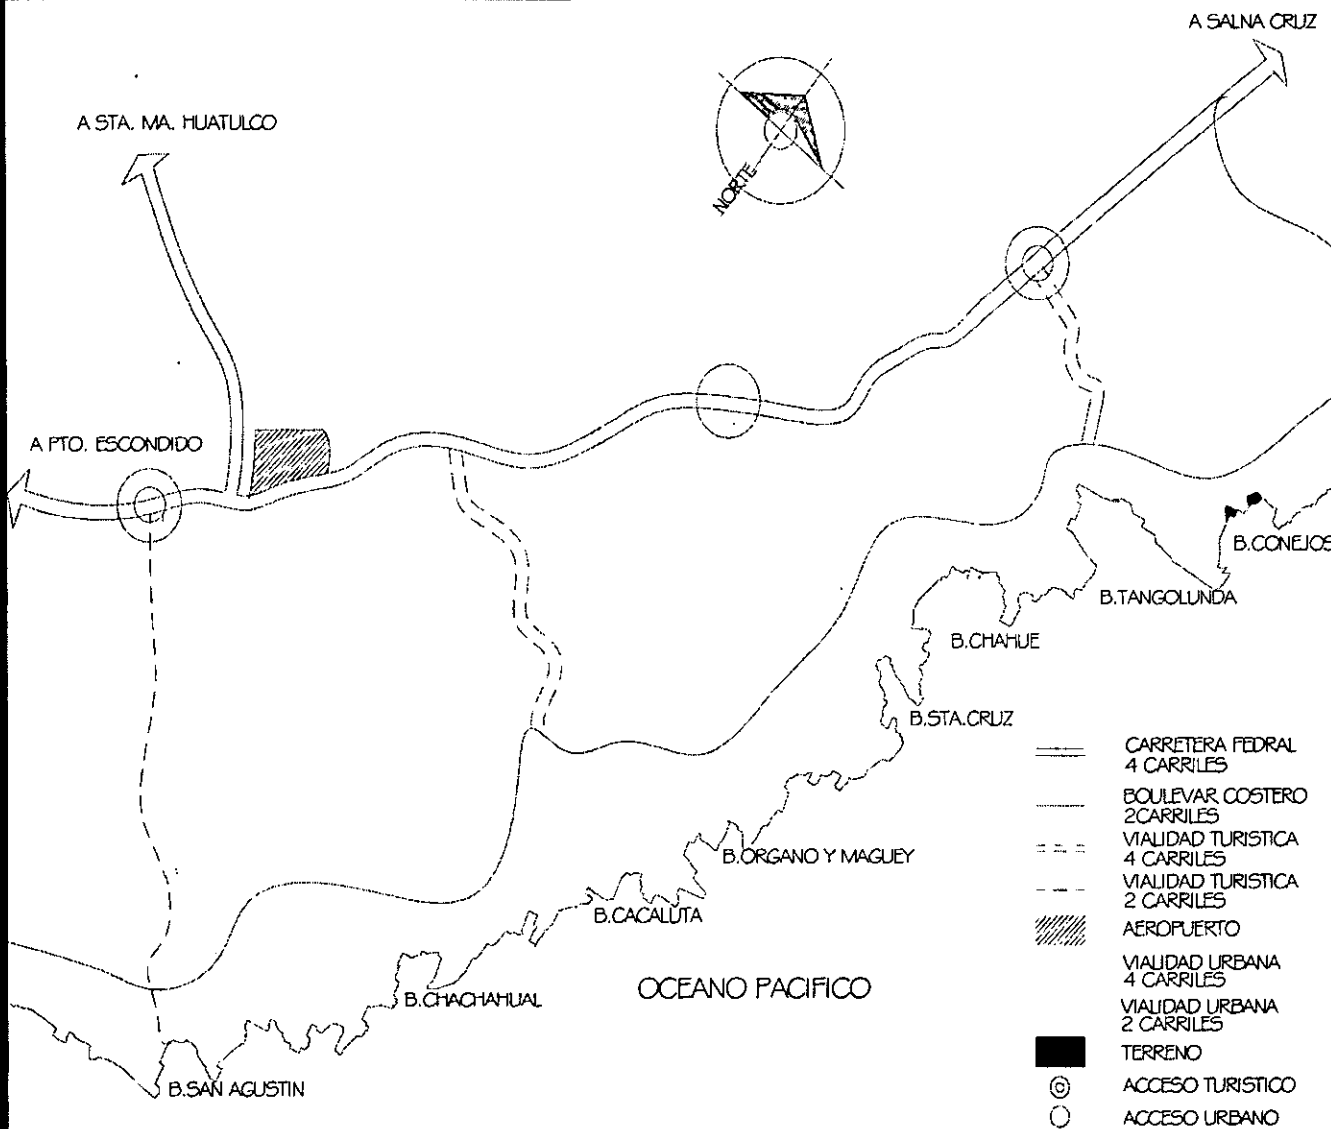 A SALNA CRUZ
A STA. MA. HUATULCO
NORTE
A PTO. ESCONDIDO
B.CONEJOS
B.TANGOLUNDA
B.CHAHUE
B.STA.CRUZ
B.ORGANO Y MAGUEY
B.CACALUTA
B.CHACHAHUAL
OCEANO PACIFICO
B.SAN AGUSTIN
CARRETERA FEDRAL
4 CARRILES
BOULEVAR COSTERO
2CARRILES
VIALIDAD TURISTICA
4 CARRILES
VIALIDAD TURISTICA
2 CARRILES
AEROPUERTO
VIALIDAD URBANA
4 CARRILES
VIALIDAD URBANA
2 CARRILES
TERRENO
ACCESO TURISTICO
ACCESO URBANO